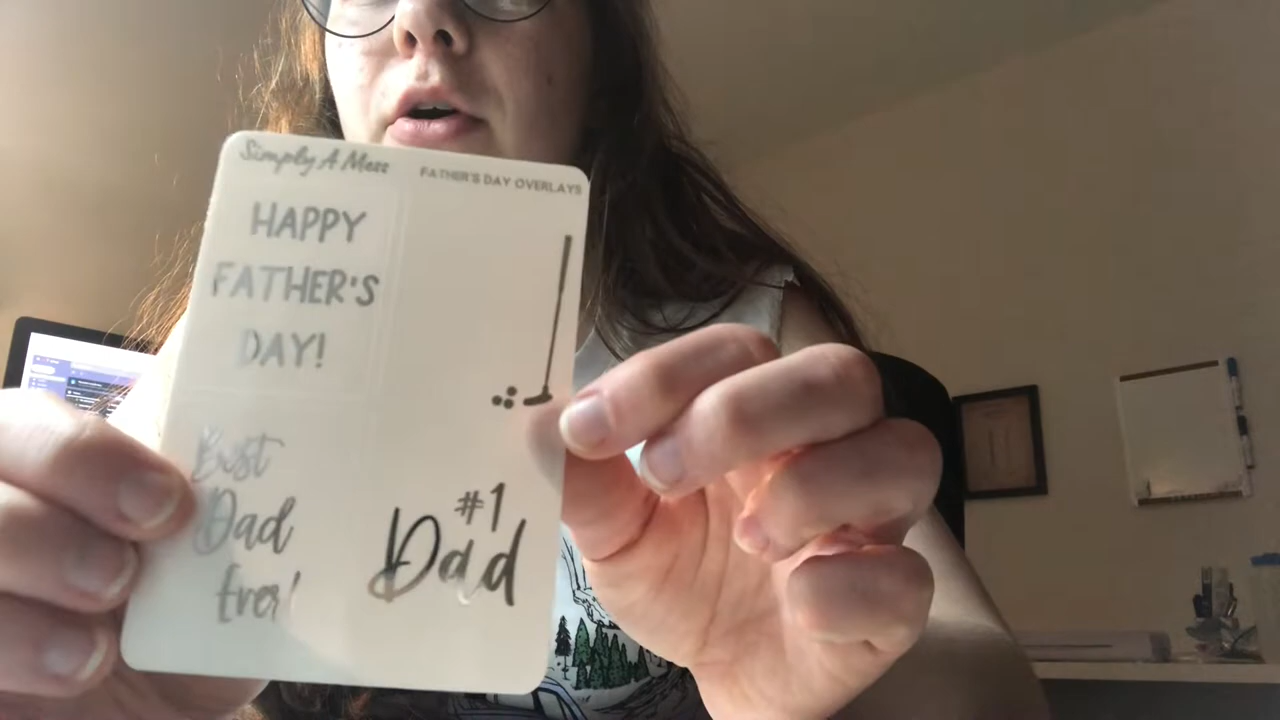 Simply A Mess
FATHER'S DAY OVERLAYS
HAPPY
FATHER'S
DAY!
Best
Dad
Ever!
#1
Dad